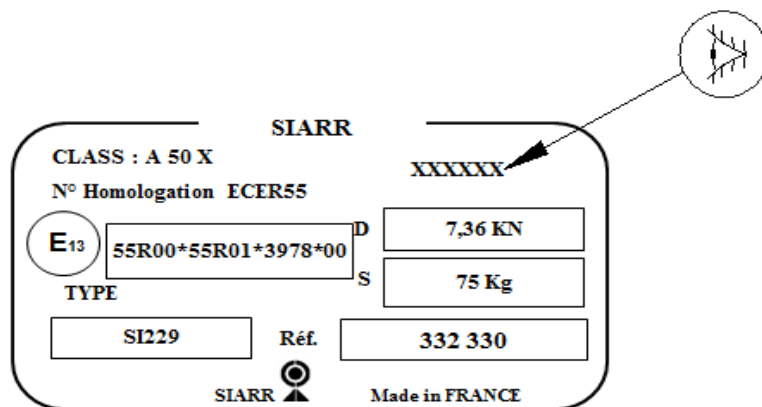 SIARR
CLASS : A 50 X
XXXXXX
N° Homologation ECER55
E13 55R00*55R01*3978*00 D 7,36 KN
S 75 Kg
TYPE
SI229 Réf. 332 330
SIARR Made in FRANCE